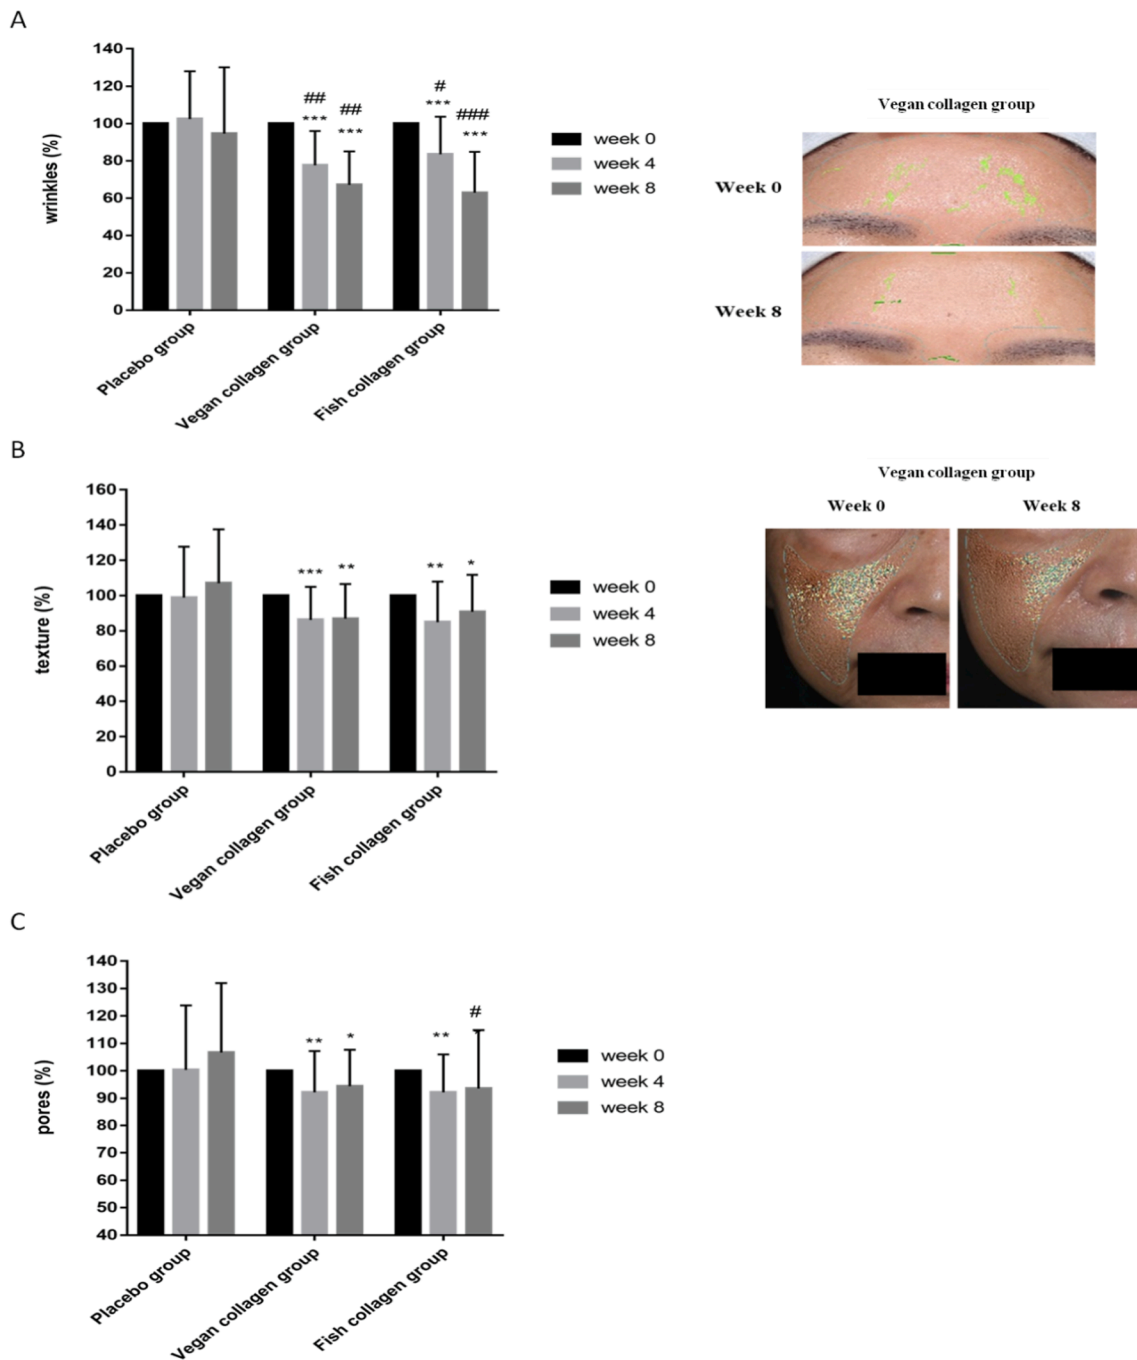 A
140
120
100
80
60
40
20
0
wrinkles (%)
##
***
##
***
#
***
###
***
Placebo group
Vegan collagen group
Fish collagen group
week 0
week 4
week 8
Vegan collagen group
Week 0
Week 8
B
160
140
120
100
80
60
40
20
0
texture (%)
***
**
**
*
Placebo group
Vegan collagen group
Fish collagen group
week 0
week 4
week 8
Vegan collagen group
Week 0 Week 8
C
140
130
120
110
100
90
80
70
60
50
40
pores (%)
**
*
**
#
Placebo group
Vegan collagen group
Fish collagen group
week 0
week 4
week 8